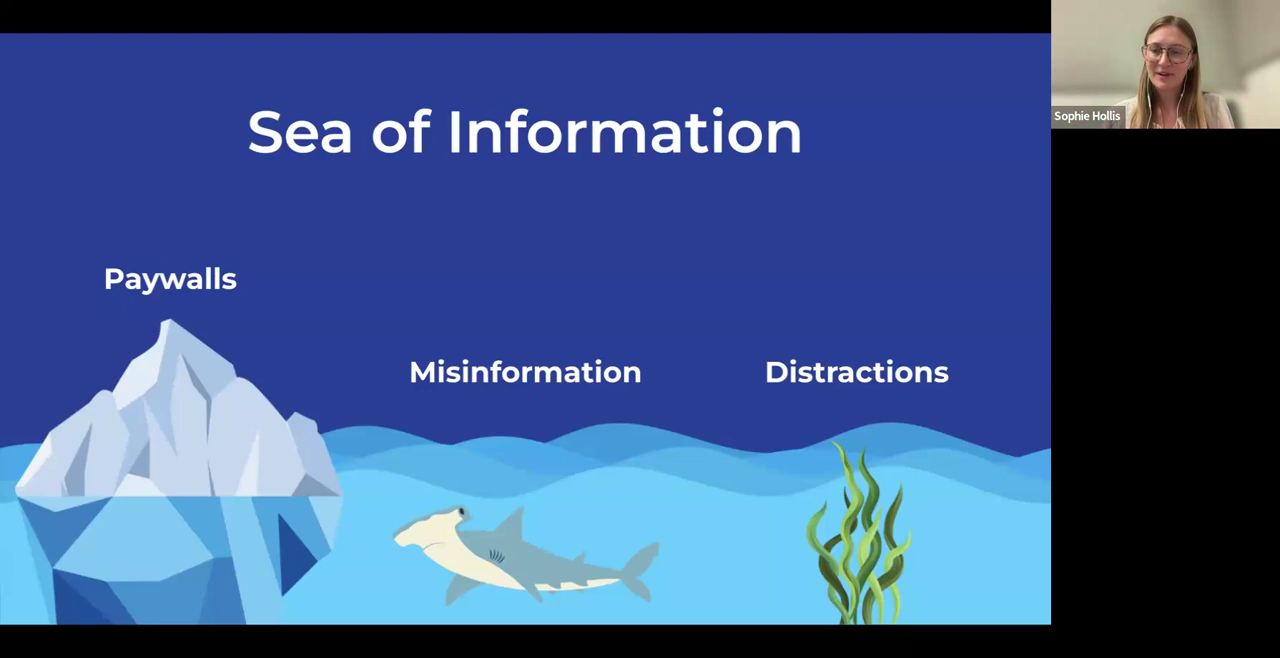 Sea of Information
Paywalls
Misinformation
Distractions
Sophie Hollis